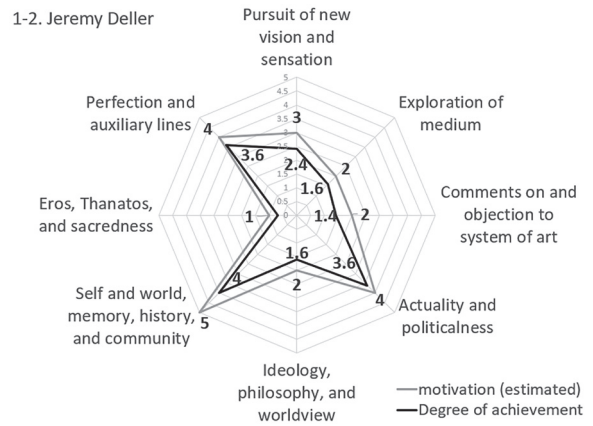 1-2. Jeremy Deller
Pursuit of new
vision and
sensation
Perfection and
auxiliary lines
Exploration of
medium
Eros, Thanatos,
and sacredness
Comments on and
objection to
system of art
Self and world,
memory, history,
and community
Actuality and
politicalness
Ideology,
philosophy, and
worldview
5
4.5
4
3.5
3
2.5
2
1.5
1
0.5
0
3
2.4
2
1.6
2
1.4
4
3.6
2
1.6
5
4
1
4
3.6
motivation (estimated)
Degree of achievement